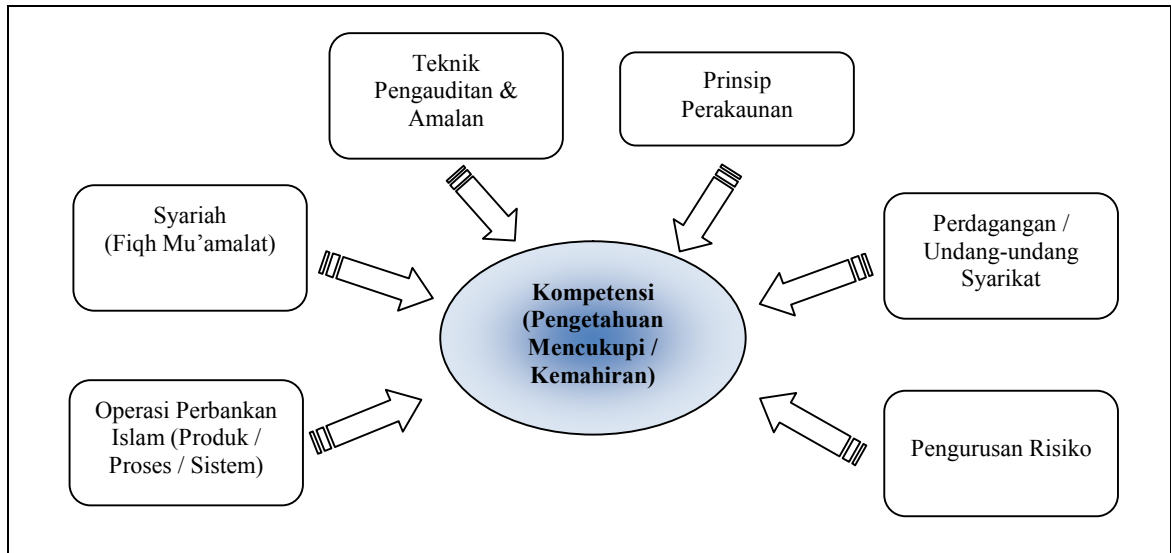 Teknik
Pengauditan &
Amalan
Prinsip
Perakaunan
Syariah
(Fiqh Mu’amalat)
Perdagangan /
Undang-undang
Syarikat
Kompetensi
(Pengetahuan
Mencukupi /
Kemahiran)
Operasi Perbankan
Islam (Produk /
Proses / Sistem)
Pengurusan Risiko